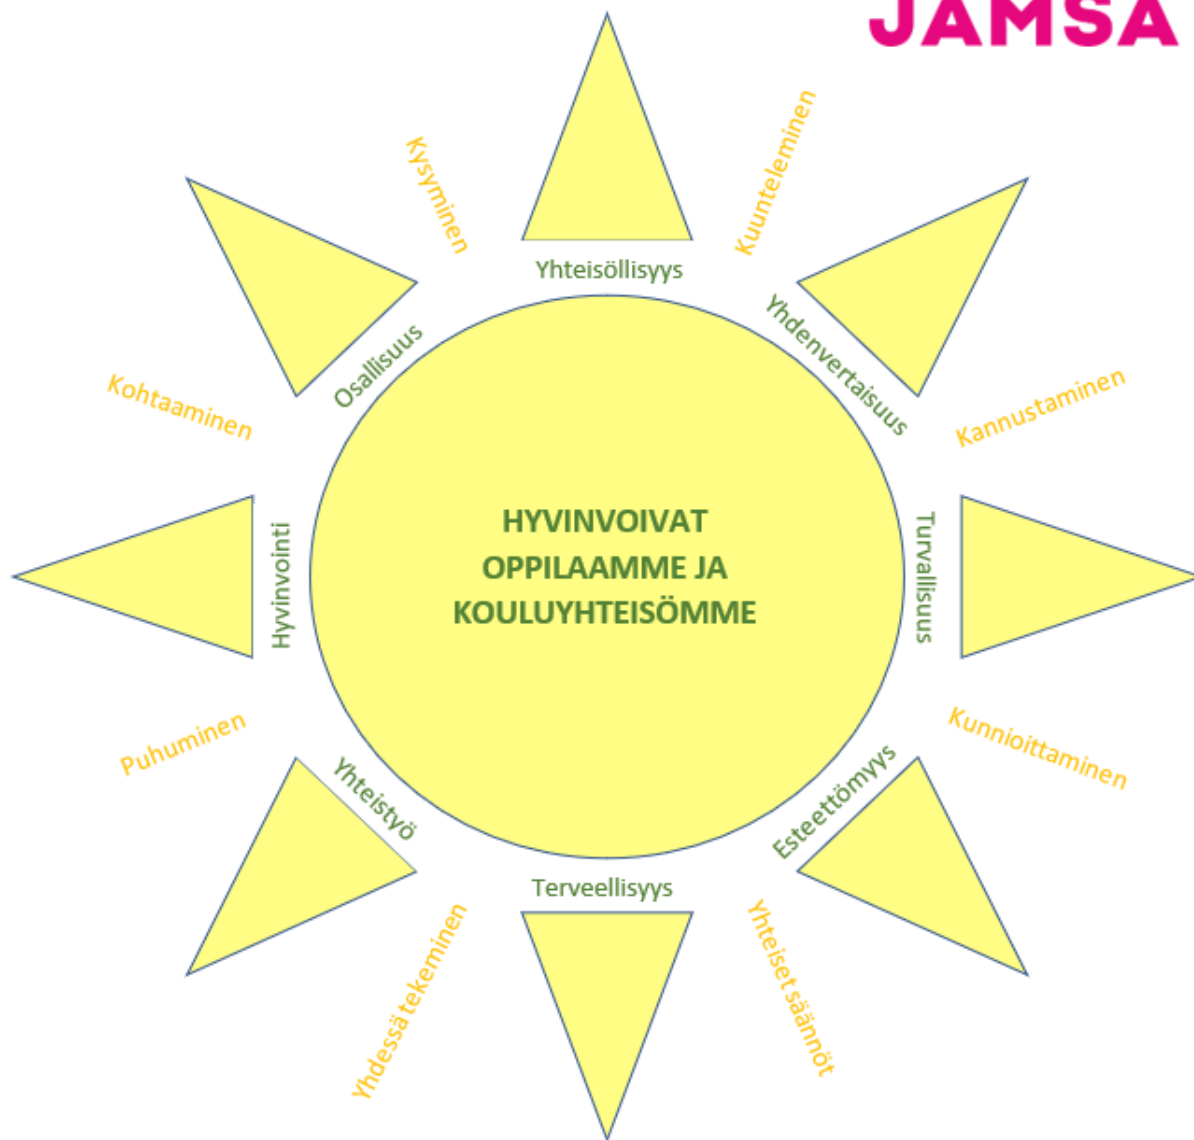 JÄMSÄ
Kysyminen
Kuunteleminen
Yhteisöllisyys
Osallisuus
Yhdenvertaisuus
Kohtaaminen
Kannustaminen
HYVINVOIVAT
OPPILAAMME JA
KOULUYHTEISÖMME
Hyvinvointi
Turvallisuus
Puhuminen
Kunnioittaminen
Yhteistyö
Esteettömyys
Terveellisyys
Yhdessä tekeminen
Yhteiset säännöt